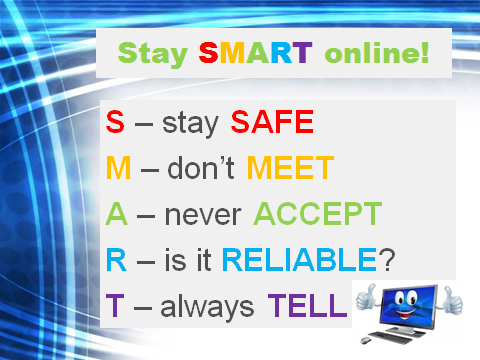 Stay SMART online!
S – stay SAFE
M – don't MEET
A – never ACCEPT
R – is it RELIABLE?
T – always TELL